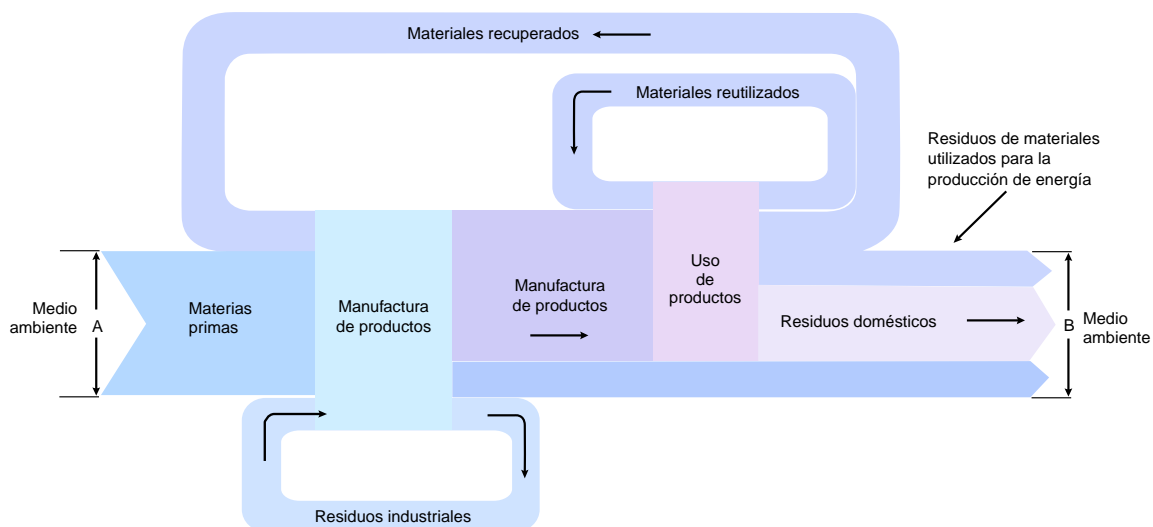 Materiales recuperados
Materiales reutilizados
Residuos de materiales
utilizados para la
producción de energía
Medio
ambiente
A
Materias
primas
Manufactura
de productos
Manufactura
de productos
Uso
de
productos
Residuos domésticos
B
Medio
ambiente
Residuos industriales